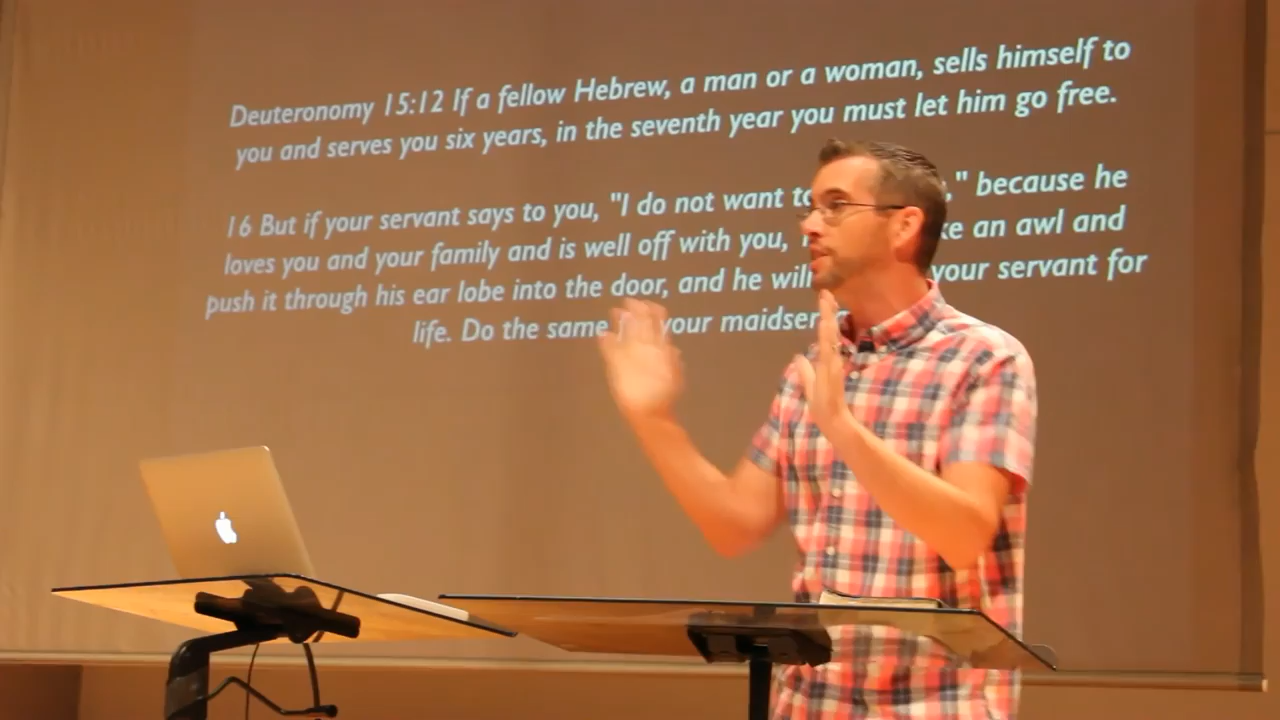 Deuteronomy 15:12 If a fellow Hebrew, a man or a woman, sells himself to
you and serves you six years, in the seventh year you must let him go free.
16 But if your servant says to you, "I do not want to ," because he
loves you and your family and is well off with you, an awl and
push it through his ear lobe into the door, and he will your servant for
life. Do the same your